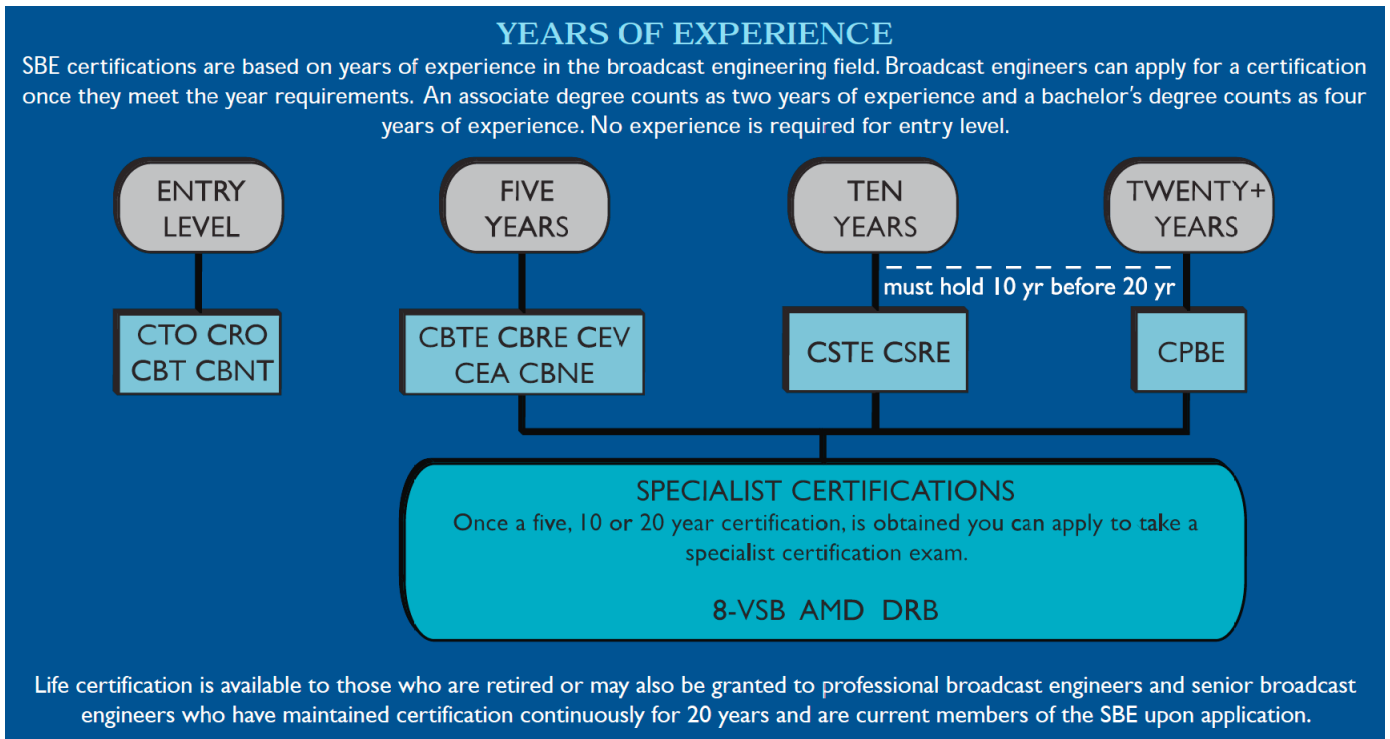 YEARS OF EXPERIENCE
SBE certifications are based on years of experience in the broadcast engineering field. Broadcast engineers can apply for a certification
once they meet the year requirements. An associate degree counts as two years of experience and a bachelor's degree counts as four
years of experience. No experience is required for entry level.
ENTRY
LEVEL
FIVE
YEARS
TEN
YEARS
TWENTY+
YEARS
must hold 10 yr before 20 yr
CTO CRO
CBT CBNT
CBTE CBRE CEV
CEA CBNE
CSTE CSRE
CPBE
SPECIALIST CERTIFICATIONS
Once a five, 10 or 20 year certification, is obtained you can apply to take a
specialist certification exam.
8-VSB AMD DRB
Life certification is available to those who are retired or may also be granted to professional broadcast engineers and senior broadcast
engineers who have maintained certification continuously for 20 years and are current members of the SBE upon application.